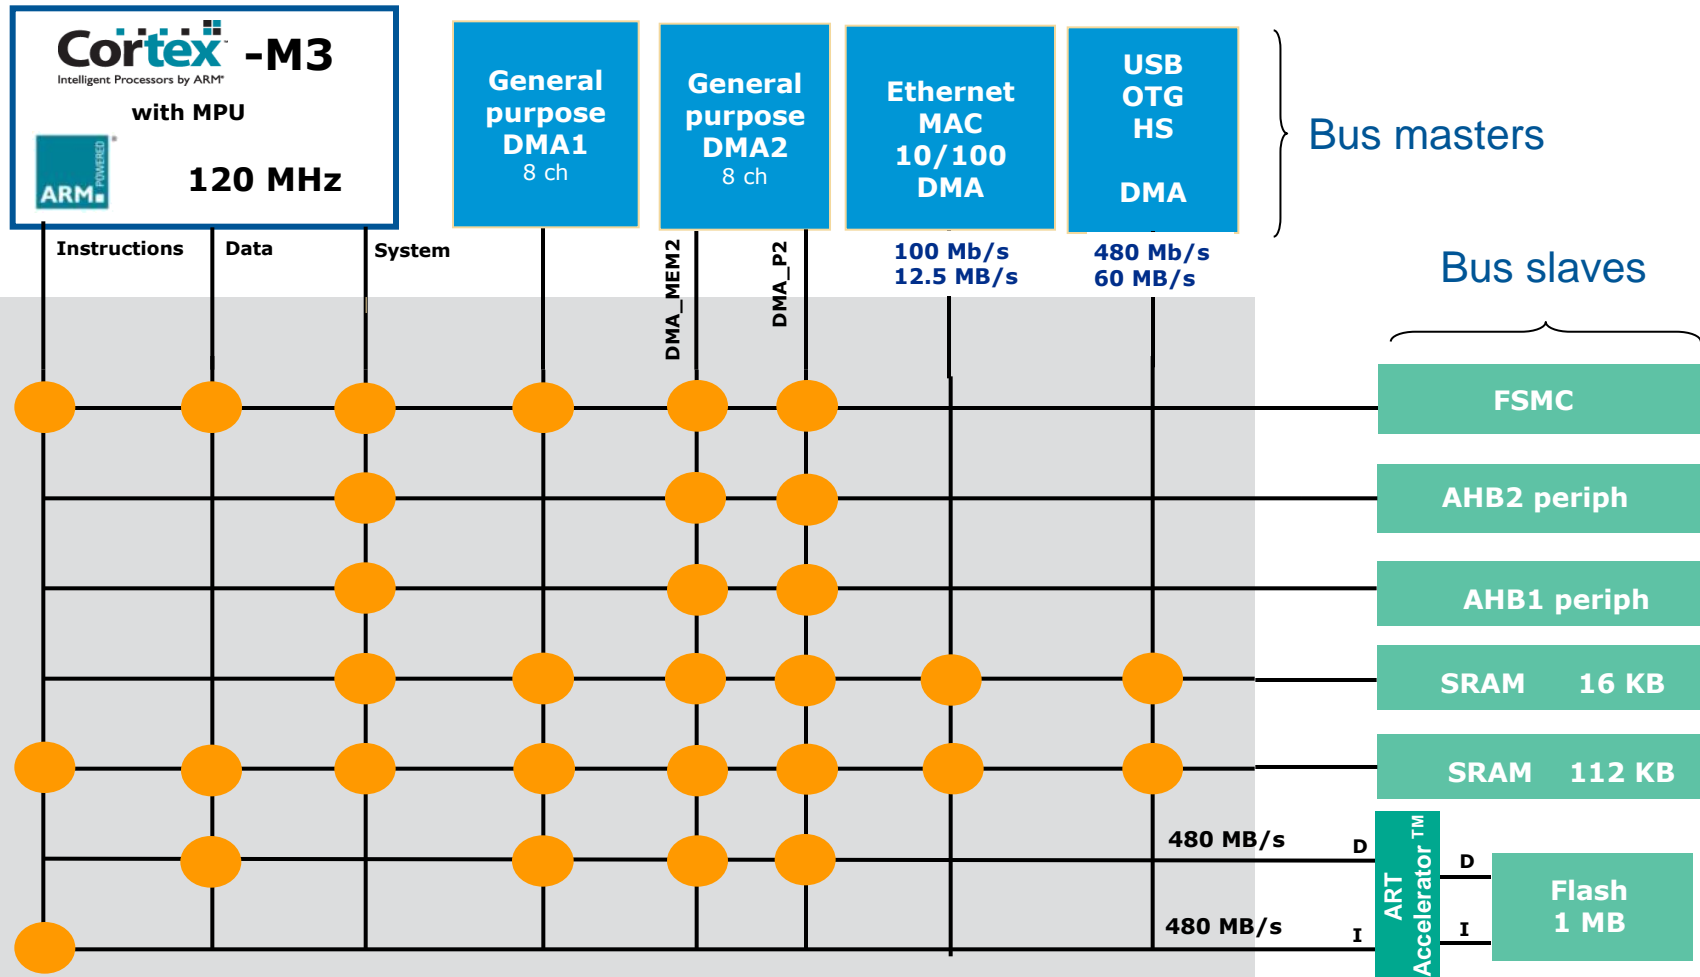 Cortex™ -M3
Intelligent Processors by ARM®
with MPU
ARM POWERED®
120 MHz
General
purpose
DMA1
8 ch
General
purpose
DMA2
8 ch
Ethernet
MAC
10/100
DMA
USB
OTG
HS
DMA
Bus masters
Instructions
Data
System
DMA_MEM2
DMA_P2
100 Mb/s
12.5 MB/s
480 Mb/s
60 MB/s
Bus slaves
FSMC
AHB2 periph
AHB1 periph
SRAM 16 KB
SRAM 112 KB
480 MB/s
D
480 MB/s
I
ART
Accelerator™
D
I
Flash
1 MB